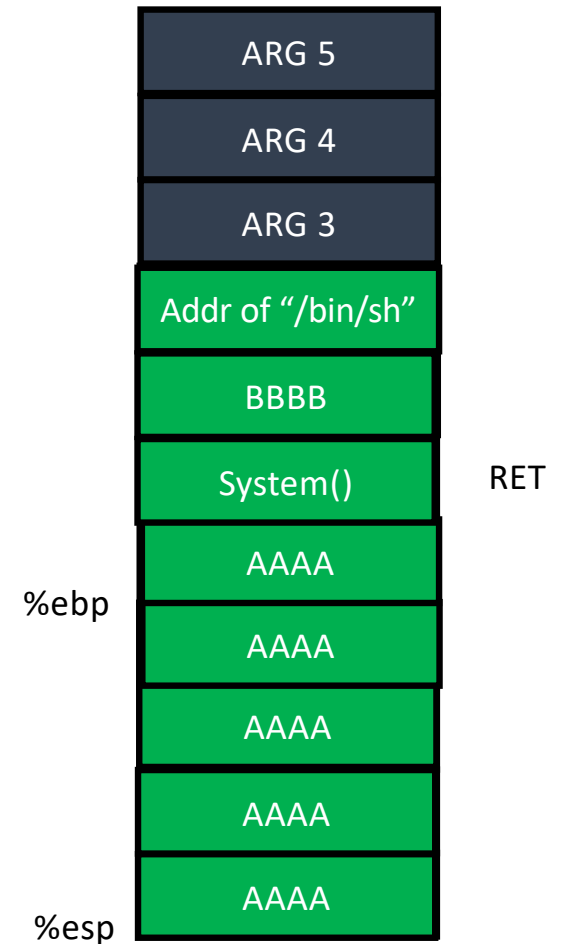 ARG 5
ARG 4
ARG 3
Addr of “/bin/sh”
BBBB
System()
RET
AAAA
%ebp
AAAA
AAAA
AAAA
AAAA
%esp